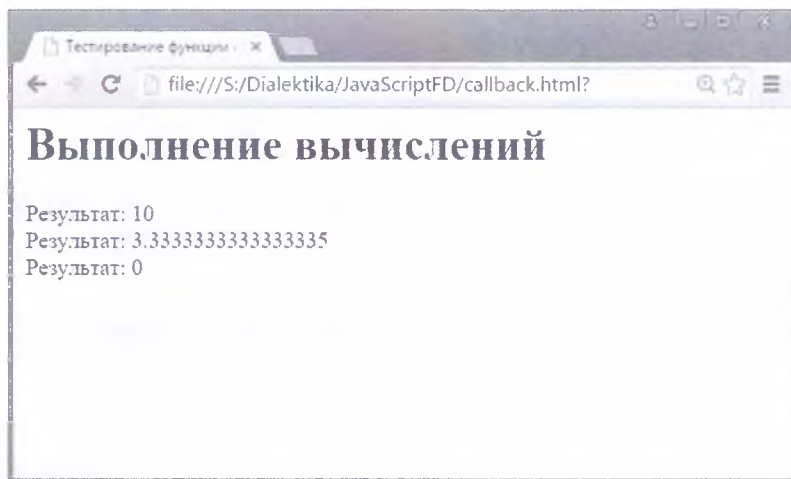 Тестирование функции
file:///S:/Dialektika/JavaScriptFD/callback.html?
Выполнение вычислений
Результат: 10
Результат: 3.3333333333333335
Результат: 0